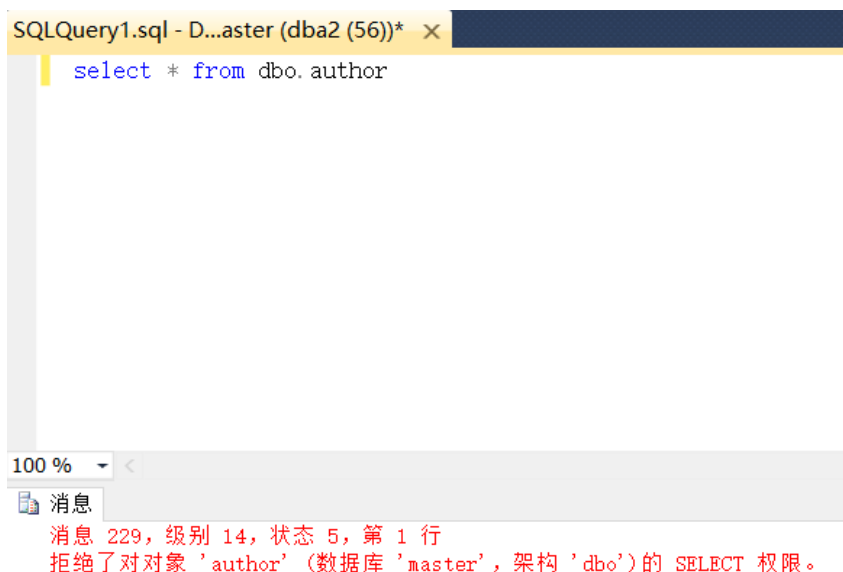 SQLQuery1.sql - D...aster (dba2 (56))*
select * from dbo.author
100 %
消息
消息 229，级别 14，状态 5，第 1 行
拒绝了对对象 'author' (数据库 'master'，架构 'dbo')的 SELECT 权限。